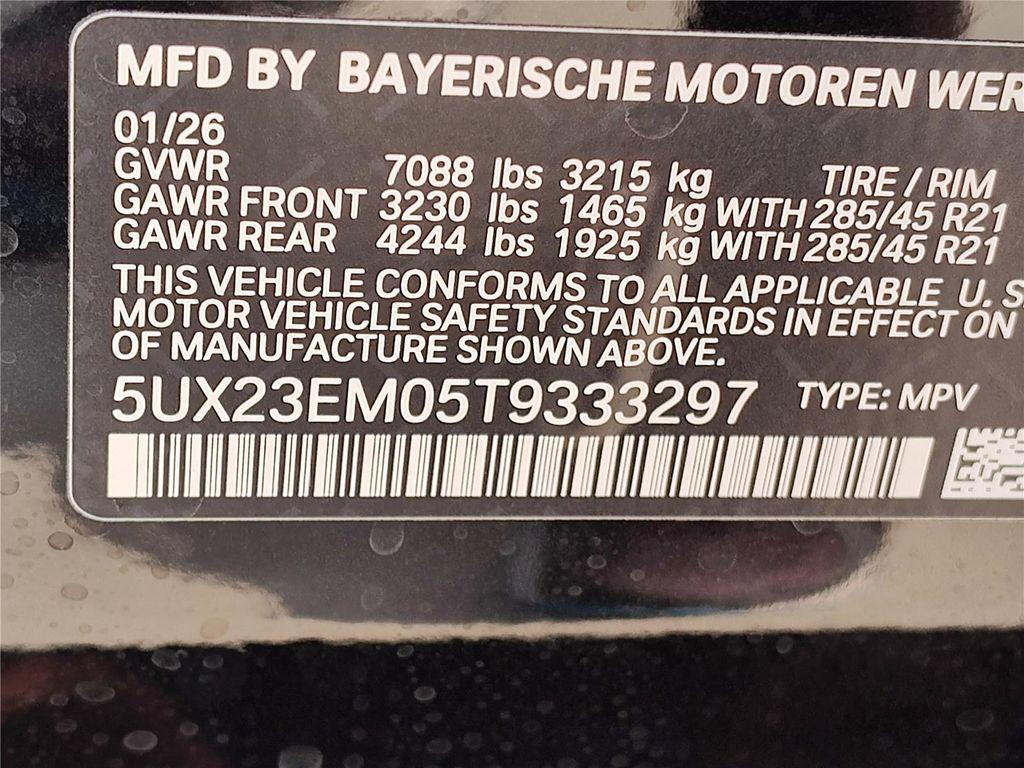 MFD BY BAYERISCHE MOTOREN WER
01/26
GVWR 7088 lbs 3215 kg TIRE / RIM
GAWR FRONT 3230 lbs 1465 kg WITH 285/45 R21
GAWR REAR 4244 lbs 1925 kg WITH 285/45 R21
THIS VEHICLE CONFORMS TO ALL APPLICABLE U. S
MOTOR VEHICLE SAFETY STANDARDS IN EFFECT ON
OF MANUFACTURE SHOWN ABOVE.
5UX23EM05T9333297 TYPE: MPV